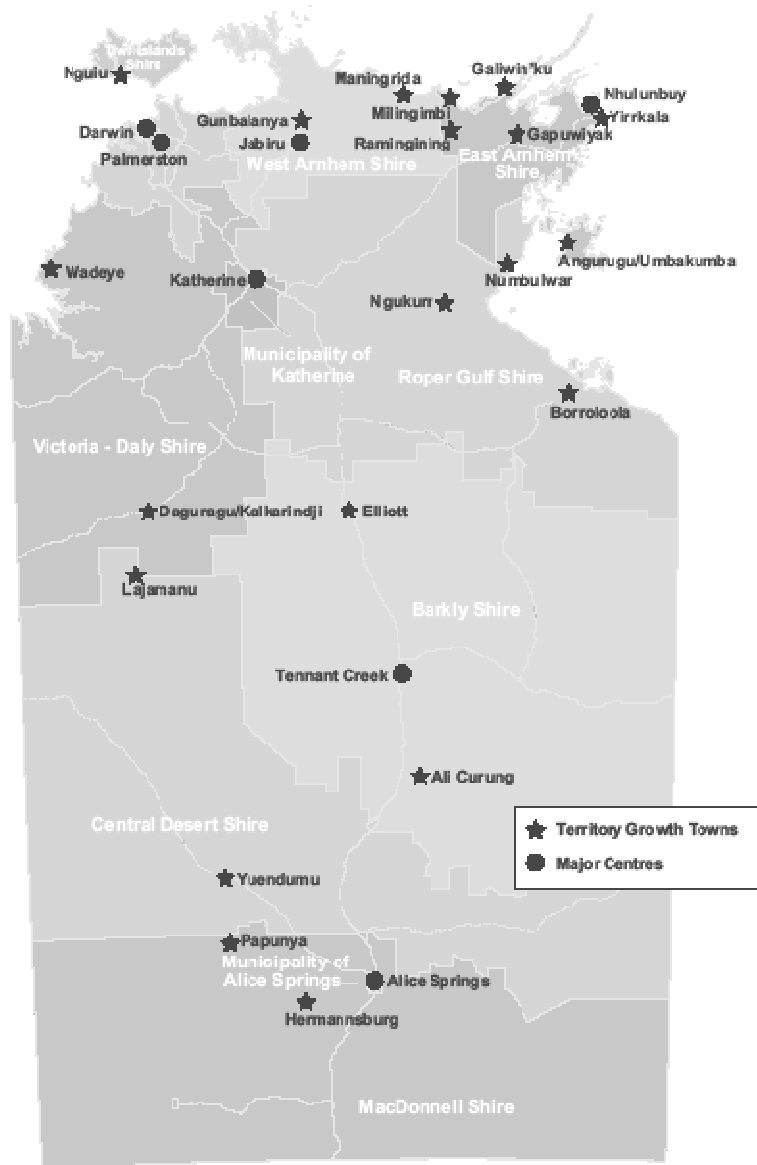 Tiwi Islands
Shire
Nguiu
Maningrida
Galiwin'ku
Nhulunbuy
Yirrkala
Milingimbi
Gunbalanya
Darwin
Palmerston
Jabiru
Ramingining
Gapuwiyak
West Arnhem Shire
East Arnhem
Shire
Angurugu/Umbakumba
Wadeye
Katherine
Numbulwar
Ngukurr
Municipality of
Katherine
Roper Gulf Shire
Borroloola
Victoria - Daly Shire
Daguragu/Kalkarindji
Elliott
Lajamanu
Barkly Shire
Tennant Creek
Ali Curung
Territory Growth Towns
Major Centres
Central Desert Shire
Yuendumu
Papunya
Municipality of
Alice Springs
Alice Springs
Hermannsburg
MacDonnell Shire